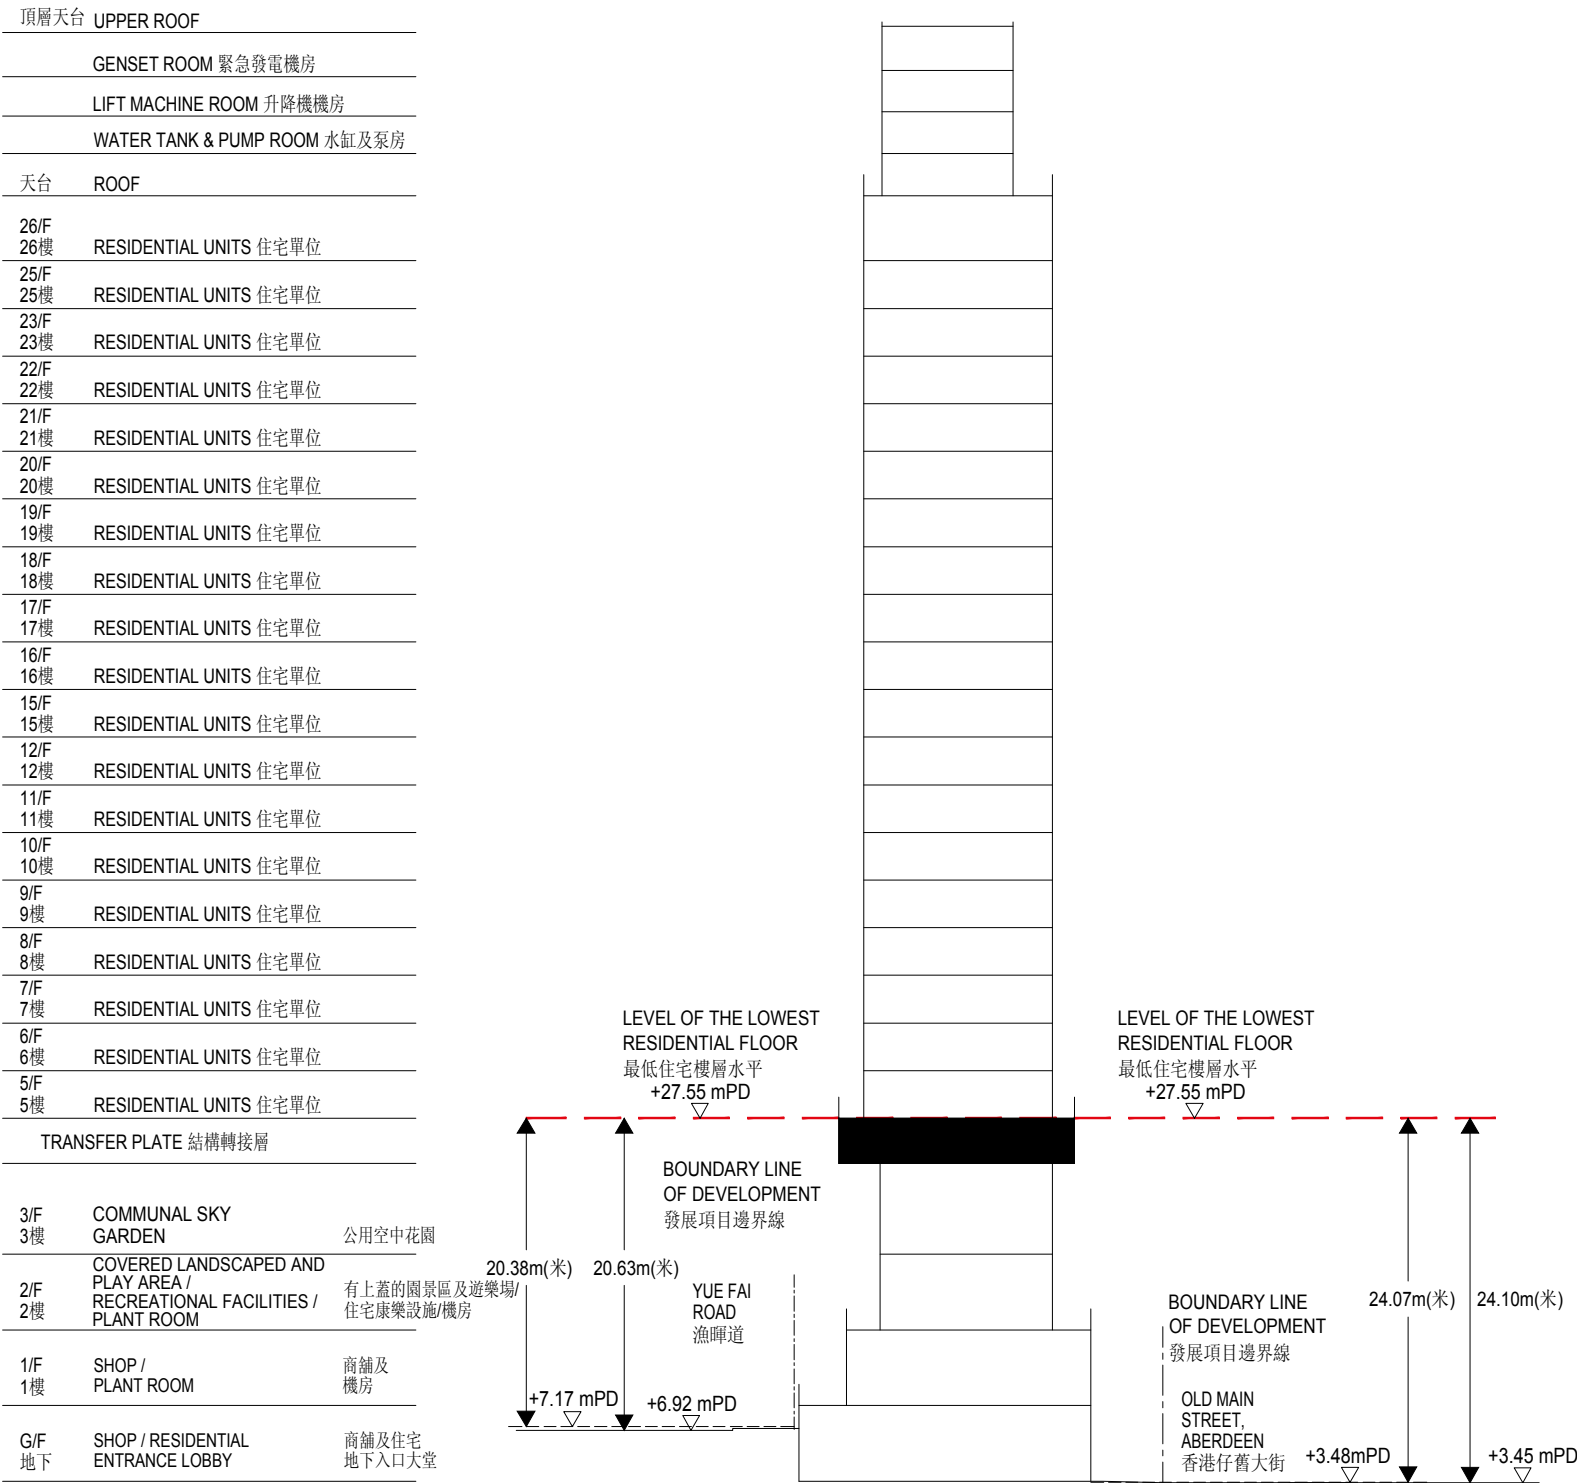 頂層天台 UPPER ROOF
GENSET ROOM 緊急發電機房
LIFT MACHINE ROOM 升降機機房
WATER TANK & PUMP ROOM 水缸及泵房
天台 ROOF
26/F
26樓 RESIDENTIAL UNITS 住宅單位
25/F
25樓 RESIDENTIAL UNITS 住宅單位
23/F
23樓 RESIDENTIAL UNITS 住宅單位
22/F
22樓 RESIDENTIAL UNITS 住宅單位
21/F
21樓 RESIDENTIAL UNITS 住宅單位
20/F
20樓 RESIDENTIAL UNITS 住宅單位
19/F
19樓 RESIDENTIAL UNITS 住宅單位
18/F
18樓 RESIDENTIAL UNITS 住宅單位
17/F
17樓 RESIDENTIAL UNITS 住宅單位
16/F
16樓 RESIDENTIAL UNITS 住宅單位
15/F
15樓 RESIDENTIAL UNITS 住宅單位
12/F
12樓 RESIDENTIAL UNITS 住宅單位
11/F
11樓 RESIDENTIAL UNITS 住宅單位
10/F
10樓 RESIDENTIAL UNITS 住宅單位
9/F
9樓 RESIDENTIAL UNITS 住宅單位
8/F
8樓 RESIDENTIAL UNITS 住宅單位
7/F
7樓 RESIDENTIAL UNITS 住宅單位
6/F
6樓 RESIDENTIAL UNITS 住宅單位
5/F
5樓 RESIDENTIAL UNITS 住宅單位
TRANSFER PLATE 結構轉接層
3/F COMMUNAL SKY
3樓 GARDEN 公用空中花園
COVERED LANDSCAPED AND
PLAY AREA /
2/F RECREATIONAL FACILITIES / 有上蓋的園景區及遊樂場/
2樓 PLANT ROOM 住宅康樂設施/機房
1/F SHOP / 商舖及
1樓 PLANT ROOM 機房
G/F SHOP / RESIDENTIAL 商舖及住宅
地下 ENTRANCE LOBBY 地下入口大堂
LEVEL OF THE LOWEST
RESIDENTIAL FLOOR
最低住宅樓層水平
+27.55 mPD
LEVEL OF THE LOWEST
RESIDENTIAL FLOOR
最低住宅樓層水平
+27.55 mPD
BOUNDARY LINE
OF DEVELOPMENT
發展項目邊界線
20.38m(米) 20.63m(米)
YUE FAI
ROAD
漁暉道
+7.17 mPD +6.92 mPD
BOUNDARY LINE
OF DEVELOPMENT
發展項目邊界線
24.07m(米) 24.10m(米)
OLD MAIN
STREET,
ABERDEEN
香港仔舊大街
+3.48mPD +3.45 mPD